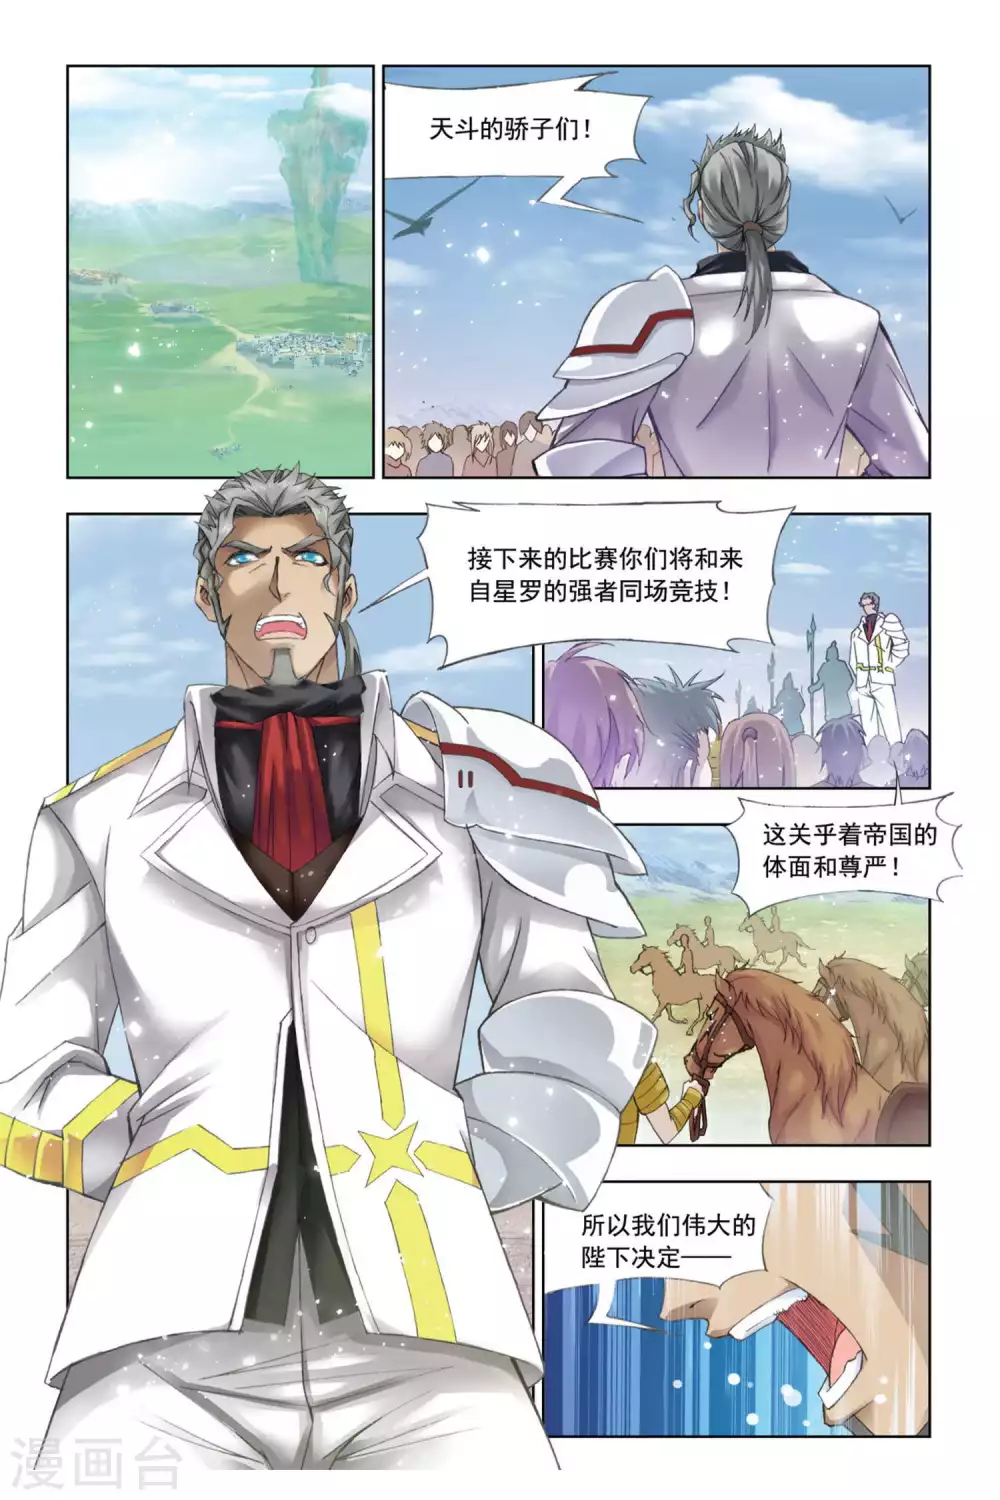 天斗的骄子们！
接下来的比赛你们将和来
自星罗的强者同场竞技！
这关乎着帝国的
体面和尊严！
所以我们伟大的
陛下决定——
漫画台